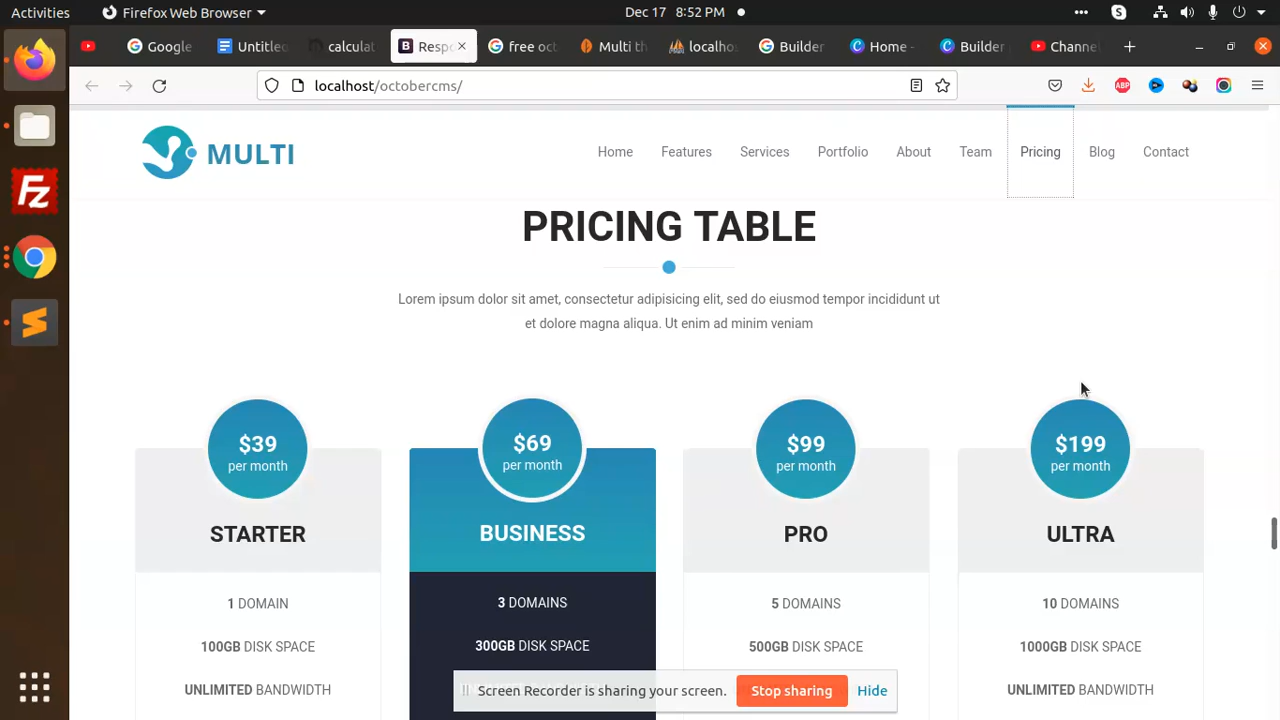 Activities Firefox Web Browser Dec 17 8:52 PM
Google Untitled calculat Respo free oct Multi th localho Builder Home - Builder Channel
localhost/octobercms/
MULTI Home Features Services Portfolio About Team Pricing Blog Contact
PRICING TABLE
Lorem ipsum dolor sit amet, consectetur adipisicing elit, sed do eiusmod tempor incididunt ut
et dolore magna aliqua. Ut enim ad minim veniam
$39 $69 $99 $199
per month per month per month per month
STARTER BUSINESS PRO ULTRA
1 DOMAIN 3 DOMAINS 5 DOMAINS 10 DOMAINS
100GB DISK SPACE 300GB DISK SPACE 500GB DISK SPACE 1000GB DISK SPACE
UNLIMITED BANDWIDTH UNLIMITED BANDWIDTH
Screen Recorder is sharing your screen. Stop sharing Hide